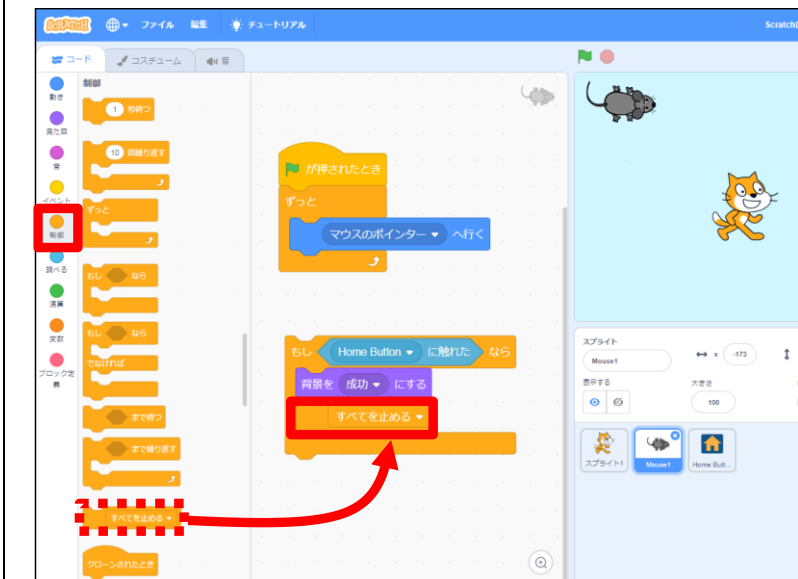 SCRATCH ファイル 編集 チュートリアル Scratch
コード コスチューム 音
動き
見た目
音
イベント
制御
調べる
演算
変数
ブロック定義
制御
1 秒待つ
10 回繰り返す
ずっと
もし なら
もし なら
でなければ
まで待つ
まで繰り返す
すべてを止める
クローンされたとき
が押されたとき
ずっと
マウスのポインター へ行く
もし Home Button に触れた なら
背景を 成功 にする
すべてを止める
スプライト
Mouse1 x -173
表示する 大きさ
100
スプライト1 Mouse1 Home Butt...